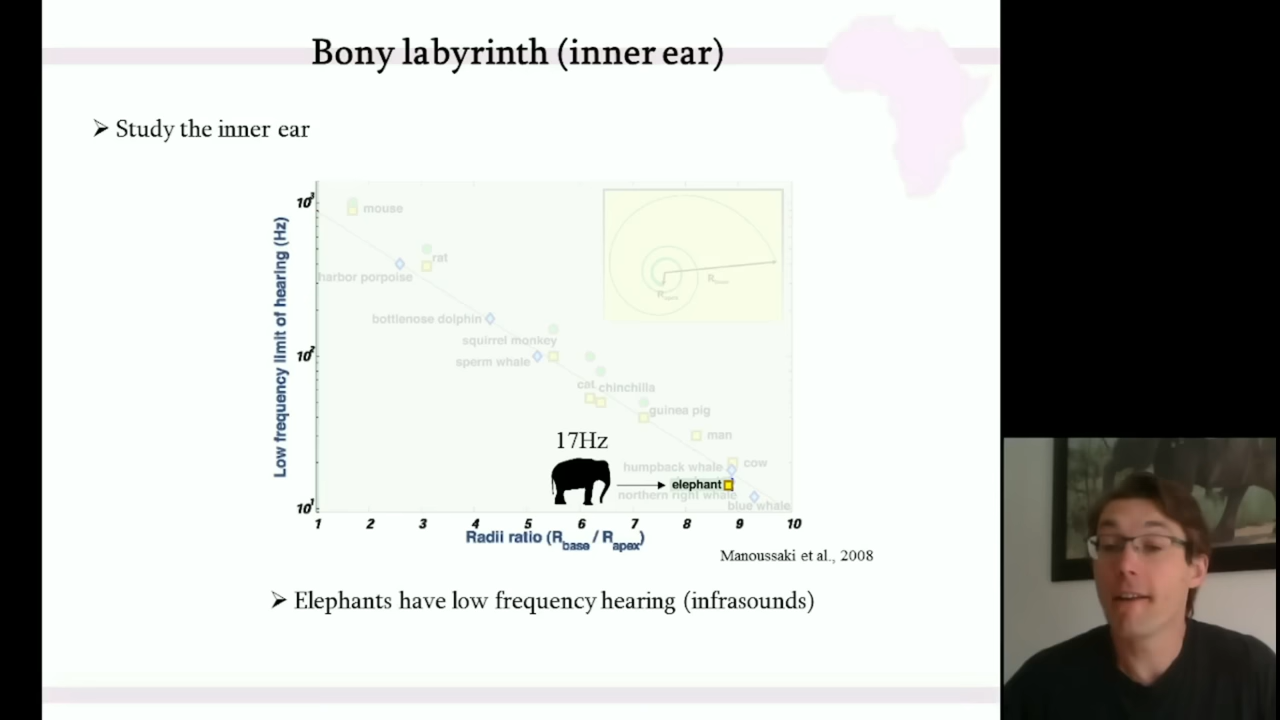 Bony labyrinth (inner ear)
➢ Study the inner ear
Low frequency limit of hearing (Hz)
10³
mouse
rat
harbor porpoise
bottlenose dolphin
squirrel monkey
10²
sperm whale
cat
chinchilla
guinea pig
man
17Hz
humpback whale
cow
elephant
northern right whale
blue whale
10¹
1 2 3 4 5 6 7 8 9 10
Radii ratio (Rbase / Rapex)
Manoussaki et al., 2008
➢ Elephants have low frequency hearing (infrasounds)